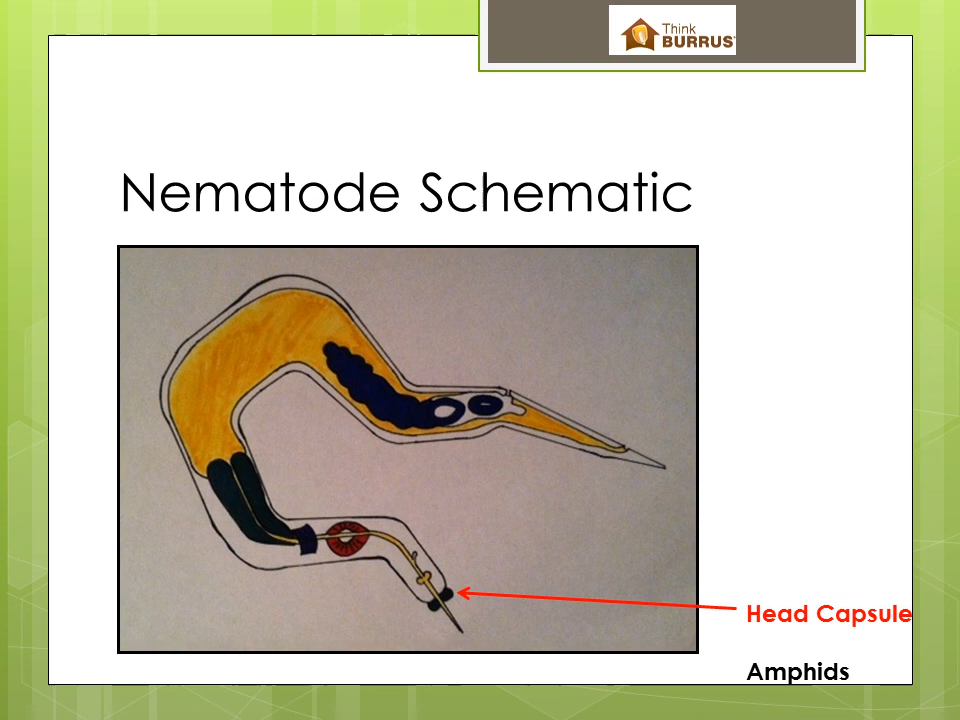 Think
BURRUS
Nematode Schematic
Head Capsule
Amphids